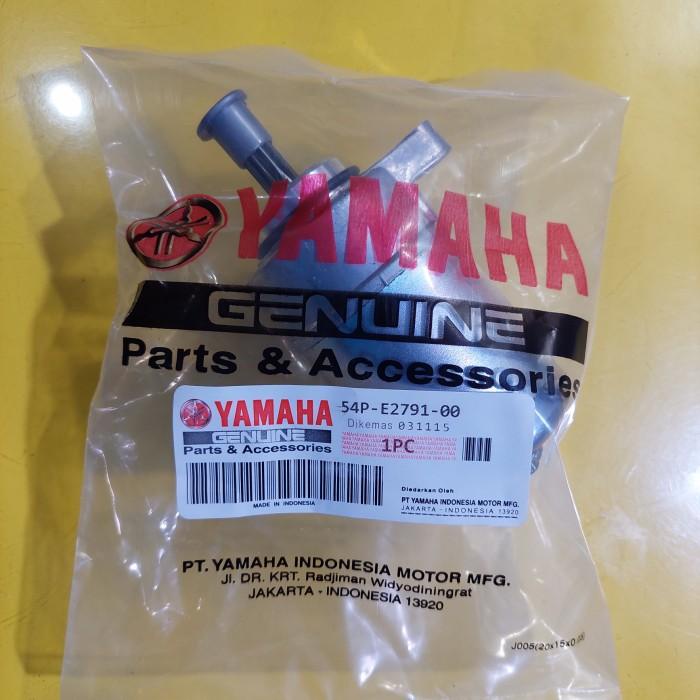 YAMAHA
GENUINE
Parts & Accessories
YAMAHA
GENUINE
Parts & Accessories
54P-E2791-00
Dikemas 031115
1PC
MADE IN INDONESIA
Diedarkan Oleh
PT YAMAHA INDONESIA MOTOR MFG.
JAKARTA - INDONESIA 13920
PT. YAMAHA INDONESIA MOTOR MFG.
Jl. DR. KRT. Radjiman Widyodiningrat
JAKARTA - INDONESIA 13920